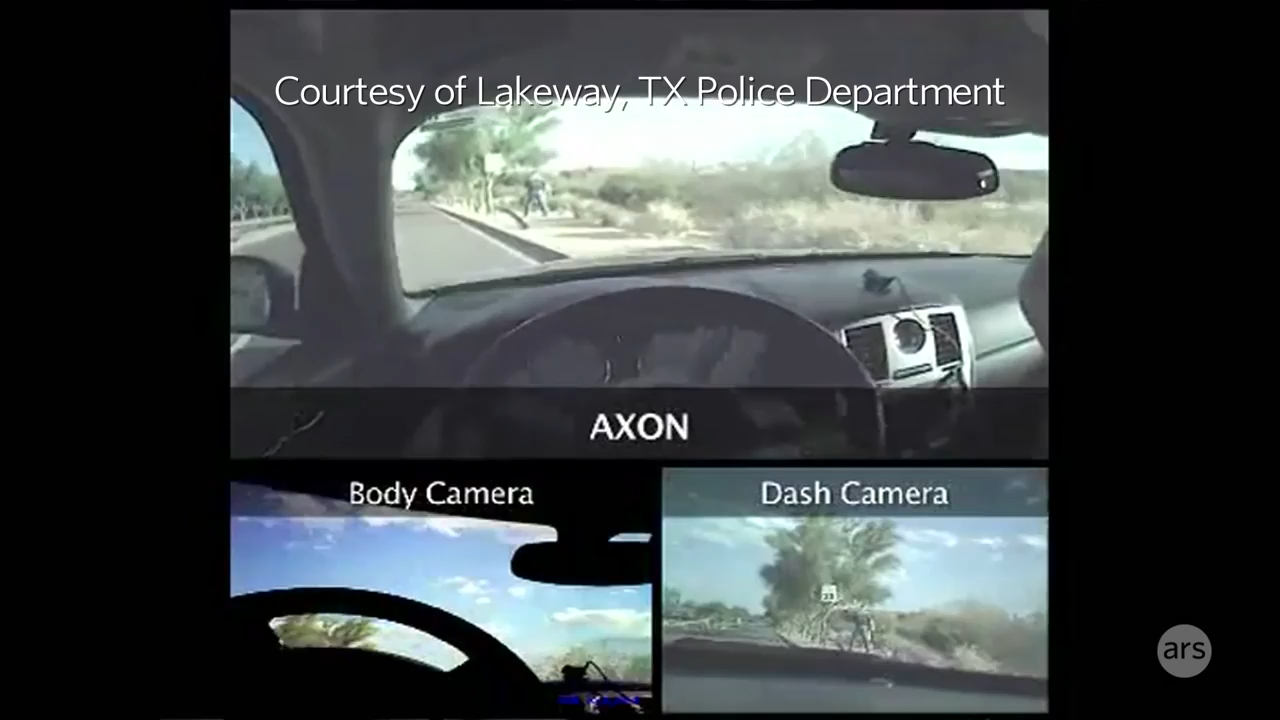 Courtesy of Lakeway, TX Police Department
AXON
Body Camera
Dash Camera
ars